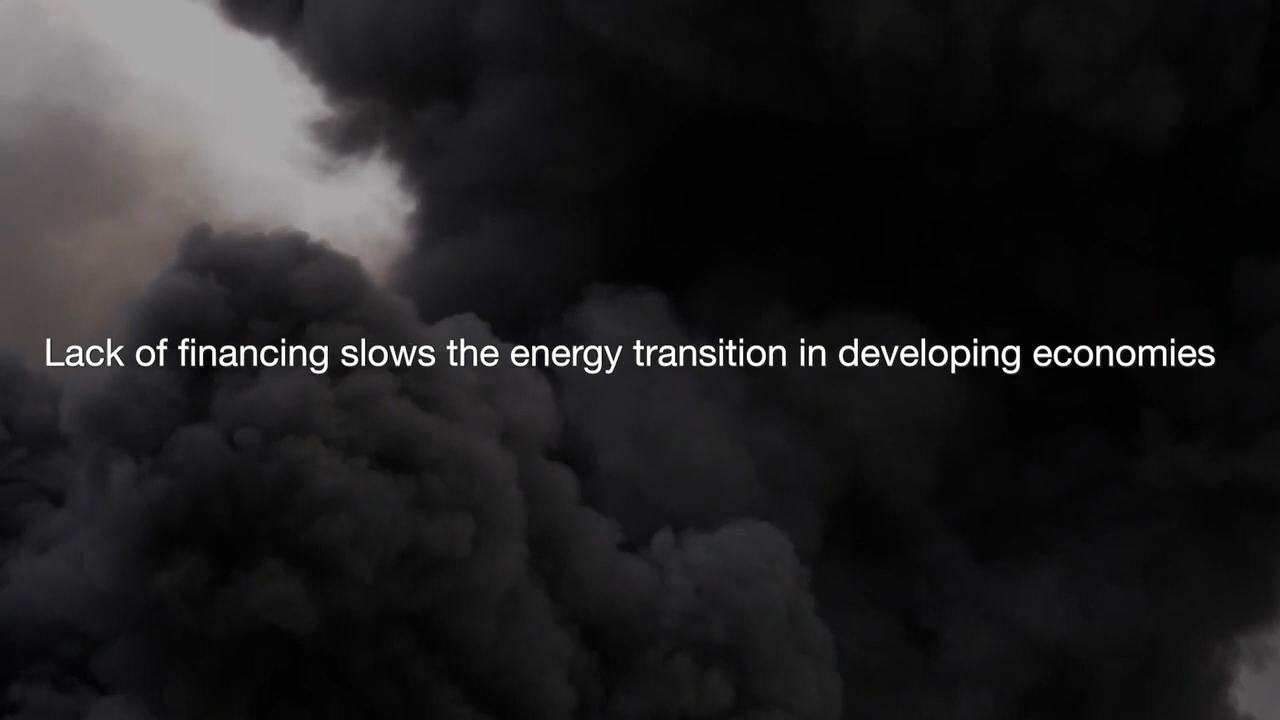 Lack of financing slows the energy transition in developing economies